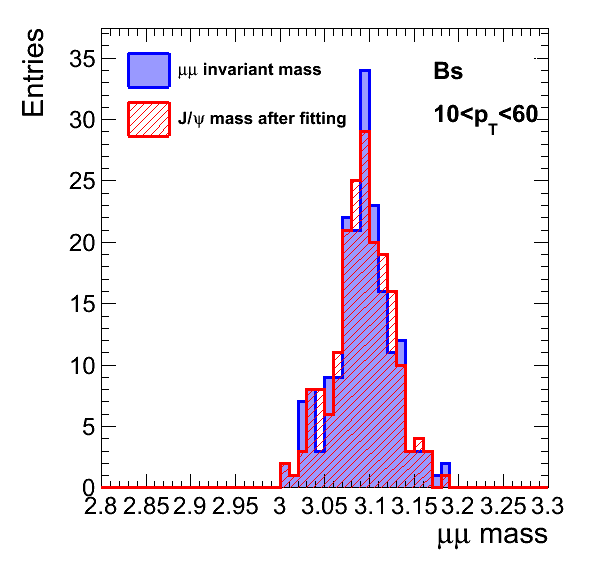 Entries
35
30
25
20
15
10
5
0
μμ invariant mass
J/ψ mass after fitting
Bs
10<pT<60
2.8 2.85 2.9 2.95 3 3.05 3.1 3.15 3.2 3.25 3.3
μμ mass